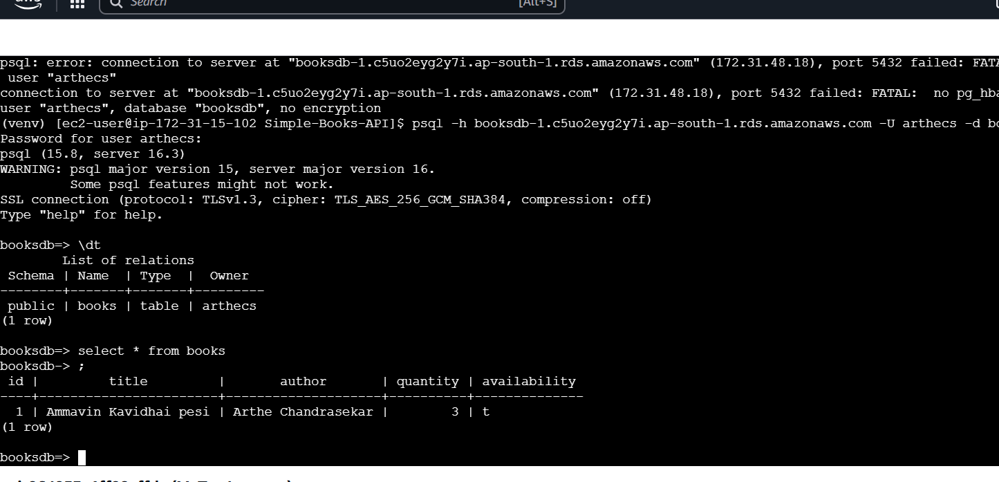 Search [Alt+S]
psql: error: connection to server at "booksdb-1.c5uo2eyg2y7i.ap-south-1.rds.amazonaws.com" (172.31.48.18), port 5432 failed:
user "arthecs"
connection to server at "booksdb-1.c5uo2eyg2y7i.ap-south-1.rds.amazonaws.com" (172.31.48.18), port 5432 failed: FATAL:  no
user "arthecs", database "booksdb", no encryption
(venv) [ec2-user@ip-172-31-15-102 Simple-Books-API]$ psql -h booksdb-1.c5uo2eyg2y7i.ap-south-1.rds.amazonaws.com -U arthecs -d
Password for user arthecs:
psql (15.8, server 16.3)
WARNING: psql major version 15, server major version 16.
Some psql features might not work.
SSL connection (protocol: TLSv1.3, cipher: TLS_AES_256_GCM_SHA384, compression: off)
Type "help" for help.
booksdb=> \dt
List of relations
Schema | Name  | Type  |  Owner
--------+-------+-------+---------
public | books | table | arthecs
(1 row)
booksdb=> select * from books
booksdb-> ;
id |         title         |       author       | quantity | availability
----+-----------------------+--------------------+----------+--------------
1 | Ammavin Kavidhai pesi | Arthe Chandrasekar |        3 | t
(1 row)
booksdb=>